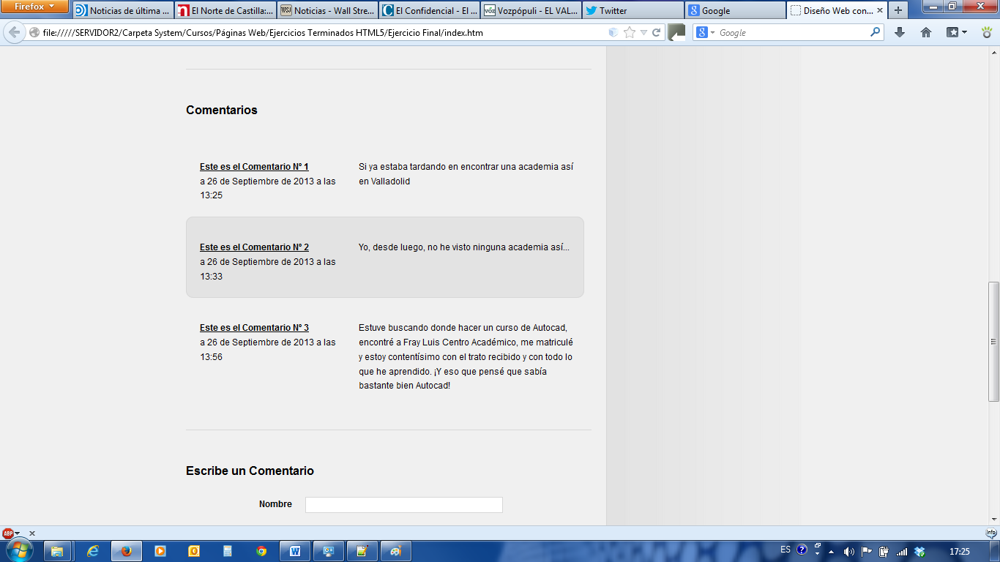 Firefox
Noticias de última ...
El Norte de Castilla:...
Noticias - Wall Stre...
El Confidencial - El ...
Vozpópuli - EL VAL...
Twitter
Google
Diseño Web con...
file://///SERVIDOR2/Carpeta System/Cursos/Páginas Web/Ejercicios Terminados HTML5/Ejercicio Final/index.htm
Google
Comentarios
Este es el Comentario Nº 1
a 26 de Septiembre de 2013 a las
13:25
Si ya estaba tardando en encontrar una academia así
en Valladolid
Este es el Comentario Nº 2
a 26 de Septiembre de 2013 a las
13:33
Yo, desde luego, no he visto ninguna academia así...
Este es el Comentario Nº 3
a 26 de Septiembre de 2013 a las
13:56
Estuve buscando donde hacer un curso de Autocad,
encontré a Fray Luis Centro Académico, me matriculé
y estoy contentísimo con el trato recibido y con todo lo
que he aprendido. ¡Y eso que pensé que sabía
bastante bien Autocad!
Escribe un Comentario
Nombre
ABP
Info
ES
17:25